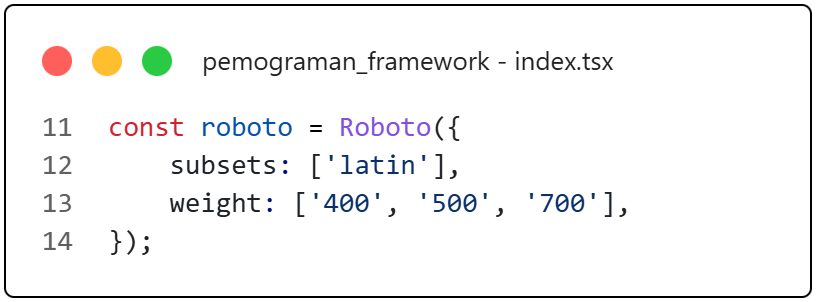 pemograman_framework - index.tsx
11 const roboto = Roboto({
12     subsets: ['latin'],
13     weight: ['400', '500', '700'],
14 });